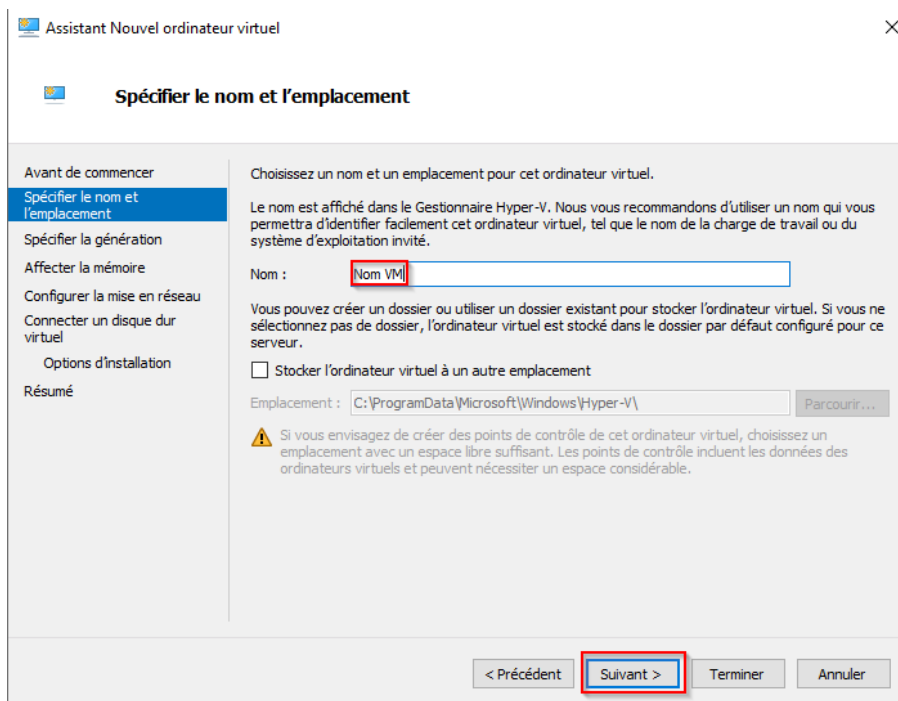 Assistant Nouvel ordinateur virtuel
Spécifier le nom et l'emplacement
Avant de commencer
Spécifier le nom et
l'emplacement
Spécifier la génération
Affecter la mémoire
Configurer la mise en réseau
Connecter un disque dur
virtuel
Options d'installation
Résumé
Choisissez un nom et un emplacement pour cet ordinateur virtuel.
Le nom est affiché dans le Gestionnaire Hyper-V. Nous vous recommandons d'utiliser un nom qui vous
permettra d'identifier facilement cet ordinateur virtuel, tel que le nom de la charge de travail ou du
système d'exploitation invité.
Nom : Nom VM
Vous pouvez créer un dossier ou utiliser un dossier existant pour stocker l'ordinateur virtuel. Si vous ne
sélectionnez pas de dossier, l'ordinateur virtuel est stocké dans le dossier par défaut configuré pour ce
serveur.
Stocker l'ordinateur virtuel à un autre emplacement
Emplacement : C:\ProgramData\Microsoft\Windows\Hyper-V\ Parcourir...
Si vous envisagez de créer des points de contrôle de cet ordinateur virtuel, choisissez un
emplacement avec un espace libre suffisant. Les points de contrôle incluent les données des
ordinateurs virtuels et peuvent nécessiter un espace considérable.
< Précédent Suivant > Terminer Annuler